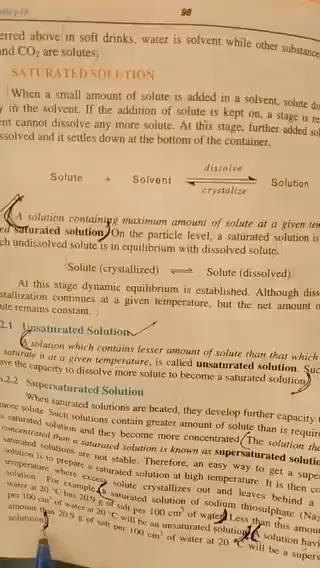 98
erred above in soft drinks, water is solvent while other substance
and CO₂ are solutes.
SATURATED SOLUTION
When a small amount of solute is added in a solvent, solute dis
y in the solvent. If the addition of solute is kept on, a stage is re
ent cannot dissolve any more solute. At this stage, further added sol
ssolved and it settles down at the bottom of the container.
dissolve
Solute + Solvent ⇌ Solution
crystalize
A solution containing maximum amount of solute at a given tem
ed saturated solution. On the particle level, a saturated solution is
ch undissolved solute is in equilibrium with dissolved solute.
Solute (crystallized) ⇌ Solute (dissolved)
At this stage dynamic equilibrium is established. Although diss
stallization continues at a given temperature, but the net amount o
ute remains constant.
2.1 Unsaturated Solution
A solution which contains lesser amount of solute than that which
saturate it at a given temperature, is called unsaturated solution. Suc
ave the capacity to dissolve more solute to become a saturated solution
6.2.2 Supersaturated Solution
When saturated solutions are heated, they develop further capacity
more solute. Such solutions contain greater amount of solute than is require
a saturated solution and they become more concentrated. The solution tha
concentrated than a saturated solution is known as supersaturated solutio
saturated solutions are not stable. Therefore, an easy way to get a supe
solution is to prepare a saturated solution at high temperature. It is then co
temperature where excess solute crystallizes out and leaves behind a
solution. For example, a saturated solution of sodium thiosulphate (Na
water at 20 °C has 20.9 g of salt per 100 cm³ of water. Less than this amoun
per 100 cm³ of water at 20 °C will be an unsaturated solution. A solution havi
amount than 20.9 g of salt per 100 cm³ of water at 20 °C will be a supers
solution.